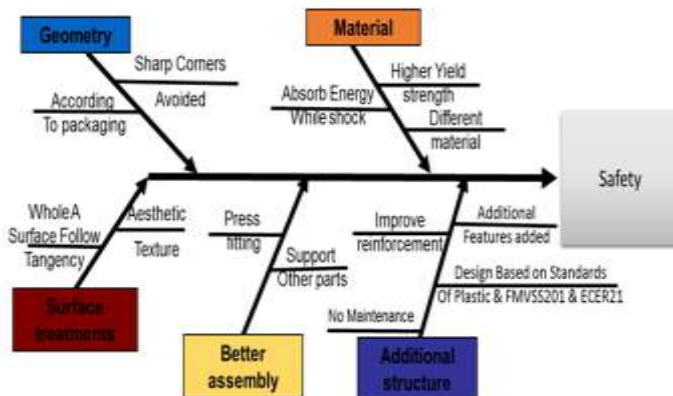 Geometry
Material
Sharp Corners
Avoided
According
To packaging
Higher Yield
strength
Absorb Energy
While shock
Different
material
Safety
Whole A
Surface Follow
Tangency
Aesthetic
Texture
Press
fitting
Support
Other parts
Improve
reinforcement
Additional
Features added
Design Based on Standards
Of Plastic & FMVSS201 & ECER21
No Maintenance
Surface
treatments
Better
assembly
Additional
structure